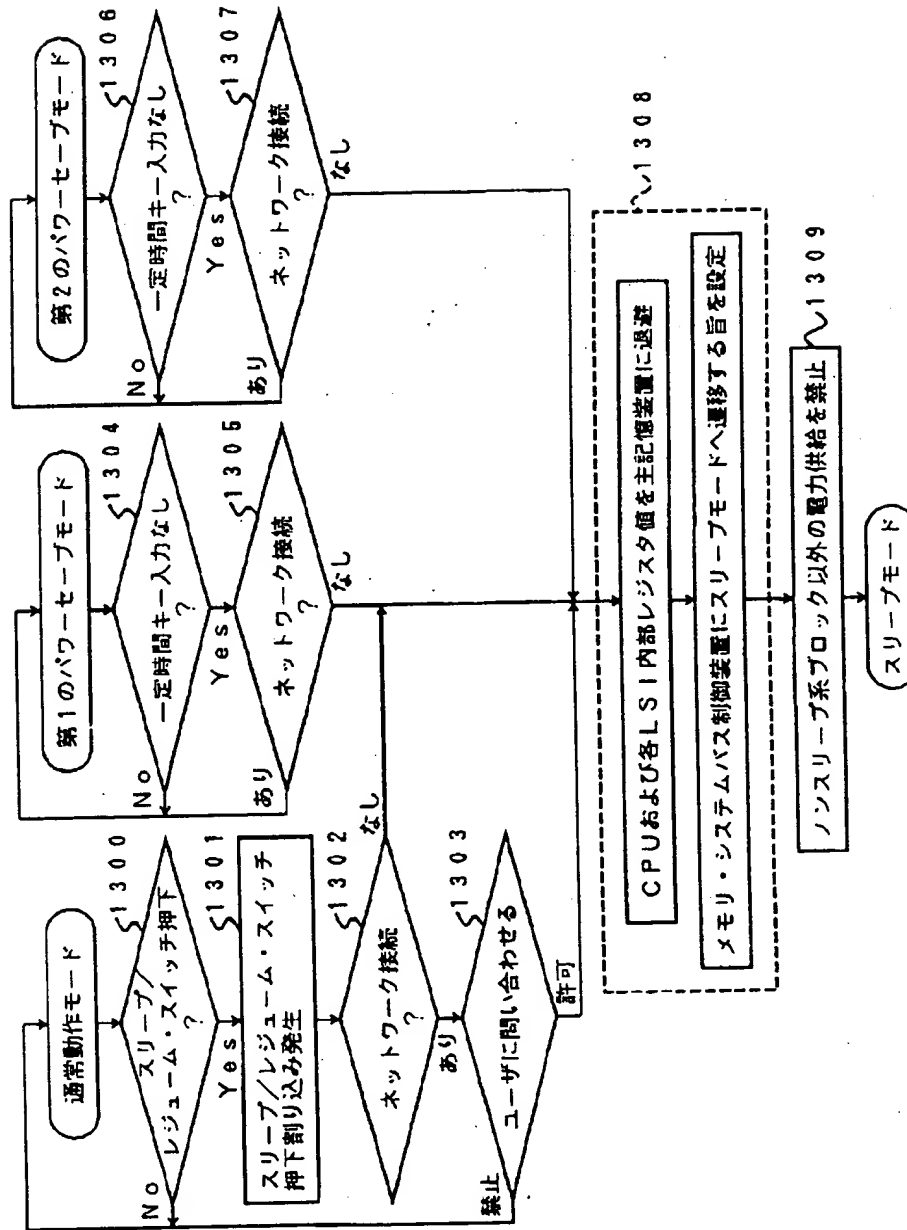 通常動作モード
スリープ/
レジューム・スイッチ押下
?
1300
No
Yes
スリープ/レジューム・スイッチ
押下割り込み発生
1301
ネットワーク接続
?
1302
なし
あり
ユーザに問い合わせる
1303
禁止
許可
第1のパワーセーブモード
一定時間キー入力なし
?
1304
No
Yes
ネットワーク接続
?
1305
あり
なし
第2のパワーセーブモード
一定時間キー入力なし
?
1306
No
Yes
ネットワーク接続
?
1307
あり
なし
1308
CPUおよび各LSI内部レジスタ値を主記憶装置に退避
メモリ・システムバス制御装置にスリープモードへ遷移する旨を設定
ノンスリープ系ブロック以外の電力供給を禁止
1309
スリープモード